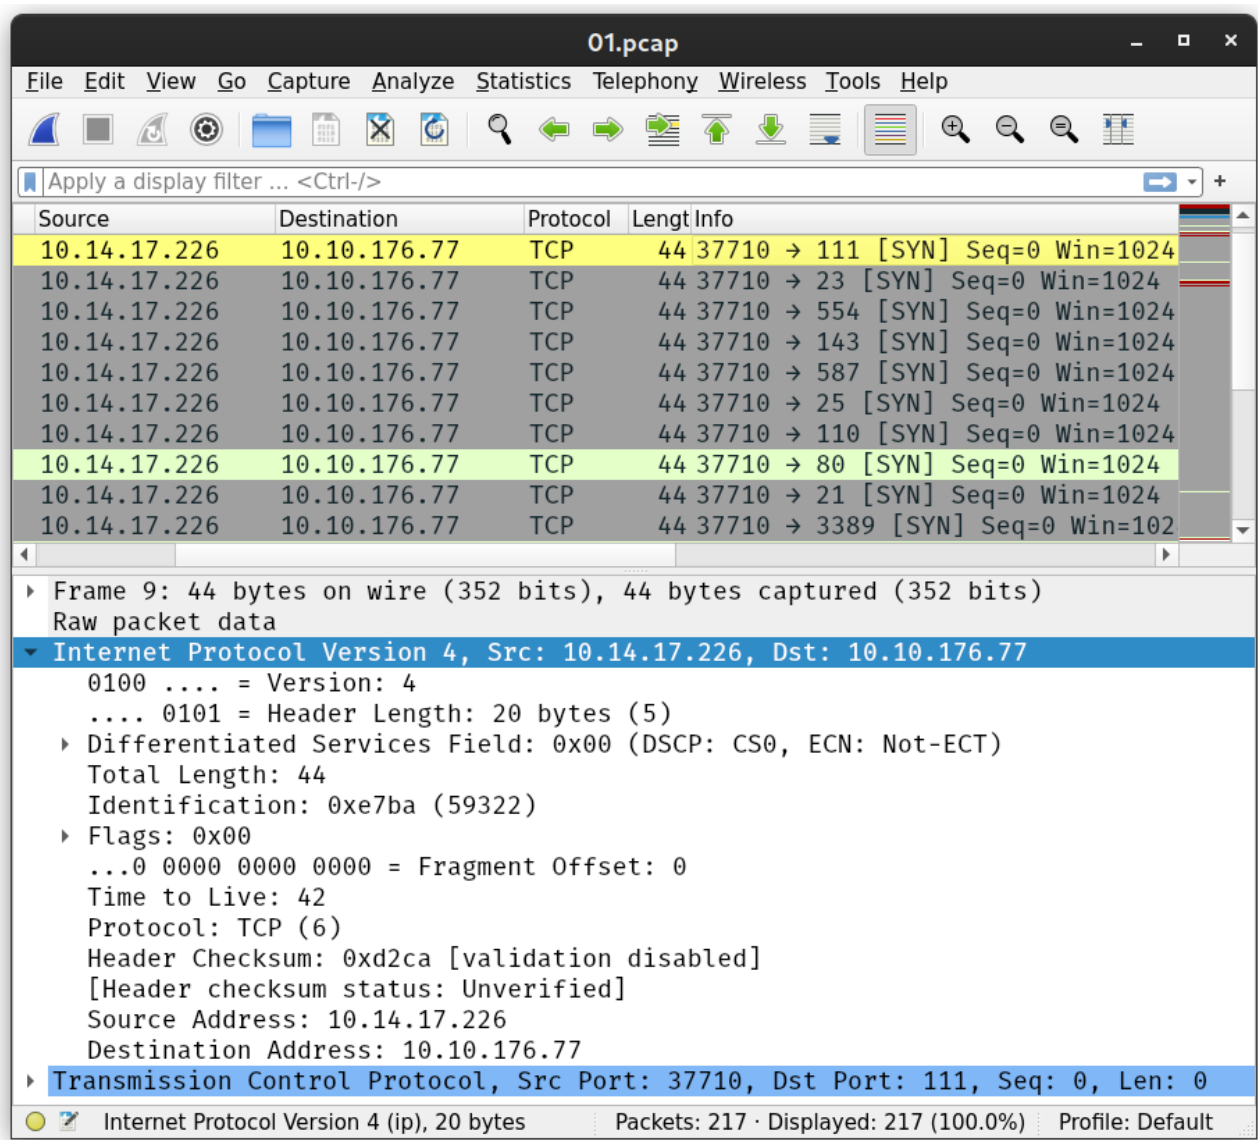 01.pcap
File Edit View Go Capture Analyze Statistics Telephony Wireless Tools Help
Apply a display filter ... <Ctrl-/>
Source Destination Protocol Lengt Info
10.14.17.226 10.10.176.77 TCP 44 37710 → 111 [SYN] Seq=0 Win=1024
10.14.17.226 10.10.176.77 TCP 44 37710 → 23 [SYN] Seq=0 Win=1024
10.14.17.226 10.10.176.77 TCP 44 37710 → 554 [SYN] Seq=0 Win=1024
10.14.17.226 10.10.176.77 TCP 44 37710 → 143 [SYN] Seq=0 Win=1024
10.14.17.226 10.10.176.77 TCP 44 37710 → 587 [SYN] Seq=0 Win=1024
10.14.17.226 10.10.176.77 TCP 44 37710 → 25 [SYN] Seq=0 Win=1024
10.14.17.226 10.10.176.77 TCP 44 37710 → 110 [SYN] Seq=0 Win=1024
10.14.17.226 10.10.176.77 TCP 44 37710 → 80 [SYN] Seq=0 Win=1024
10.14.17.226 10.10.176.77 TCP 44 37710 → 21 [SYN] Seq=0 Win=1024
10.14.17.226 10.10.176.77 TCP 44 37710 → 3389 [SYN] Seq=0 Win=102
Frame 9: 44 bytes on wire (352 bits), 44 bytes captured (352 bits)
Raw packet data
Internet Protocol Version 4, Src: 10.14.17.226, Dst: 10.10.176.77
0100 .... = Version: 4
.... 0101 = Header Length: 20 bytes (5)
Differentiated Services Field: 0x00 (DSCP: CS0, ECN: Not-ECT)
Total Length: 44
Identification: 0xe7ba (59322)
Flags: 0x00
...0 0000 0000 0000 = Fragment Offset: 0
Time to Live: 42
Protocol: TCP (6)
Header Checksum: 0xd2ca [validation disabled]
[Header checksum status: Unverified]
Source Address: 10.14.17.226
Destination Address: 10.10.176.77
Transmission Control Protocol, Src Port: 37710, Dst Port: 111, Seq: 0, Len: 0
Internet Protocol Version 4 (ip), 20 bytes Packets: 217 · Displayed: 217 (100.0%) Profile: Default